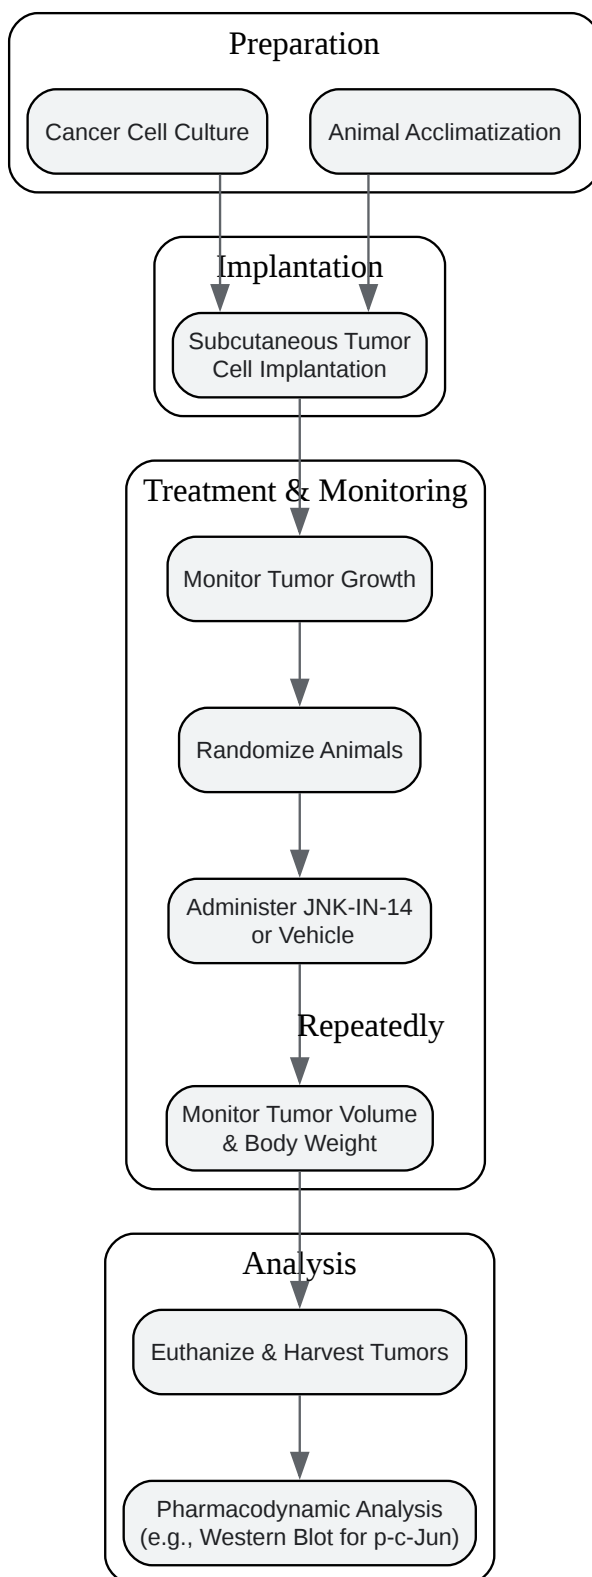 Preparation
Cancer Cell Culture
Animal Acclimatization
Implantation
Subcutaneous Tumor
Cell Implantation
Treatment & Monitoring
Monitor Tumor Growth
Randomize Animals
Administer JNK-IN-14
or Vehicle
Repeatedly
Monitor Tumor Volume
& Body Weight
Analysis
Euthanize & Harvest Tumors
Pharmacodynamic Analysis
(e.g., Western Blot for p-c-Jun)